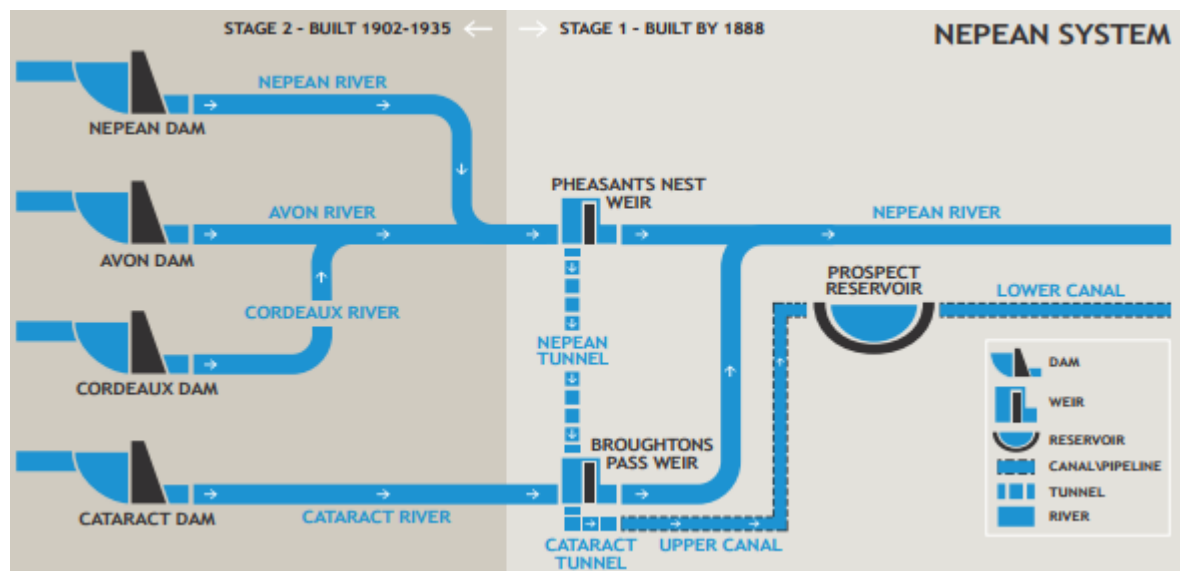 STAGE 2 - BUILT 1902-1935
STAGE 1 - BUILT BY 1888
NEPEAN SYSTEM
NEPEAN RIVER
NEPEAN DAM
PHEASANTS NEST
WEIR
AVON RIVER
NEPEAN RIVER
AVON DAM
PROSPECT
RESERVOIR
LOWER CANAL
CORDEAUX RIVER
NEPEAN
TUNNEL
CORDEAUX DAM
DAM
WEIR
RESERVOIR
CANAL\PIPELINE
TUNNEL
RIVER
BROUGHTONS
PASS WEIR
CATARACT DAM
CATARACT RIVER
CATARACT
TUNNEL
UPPER CANAL